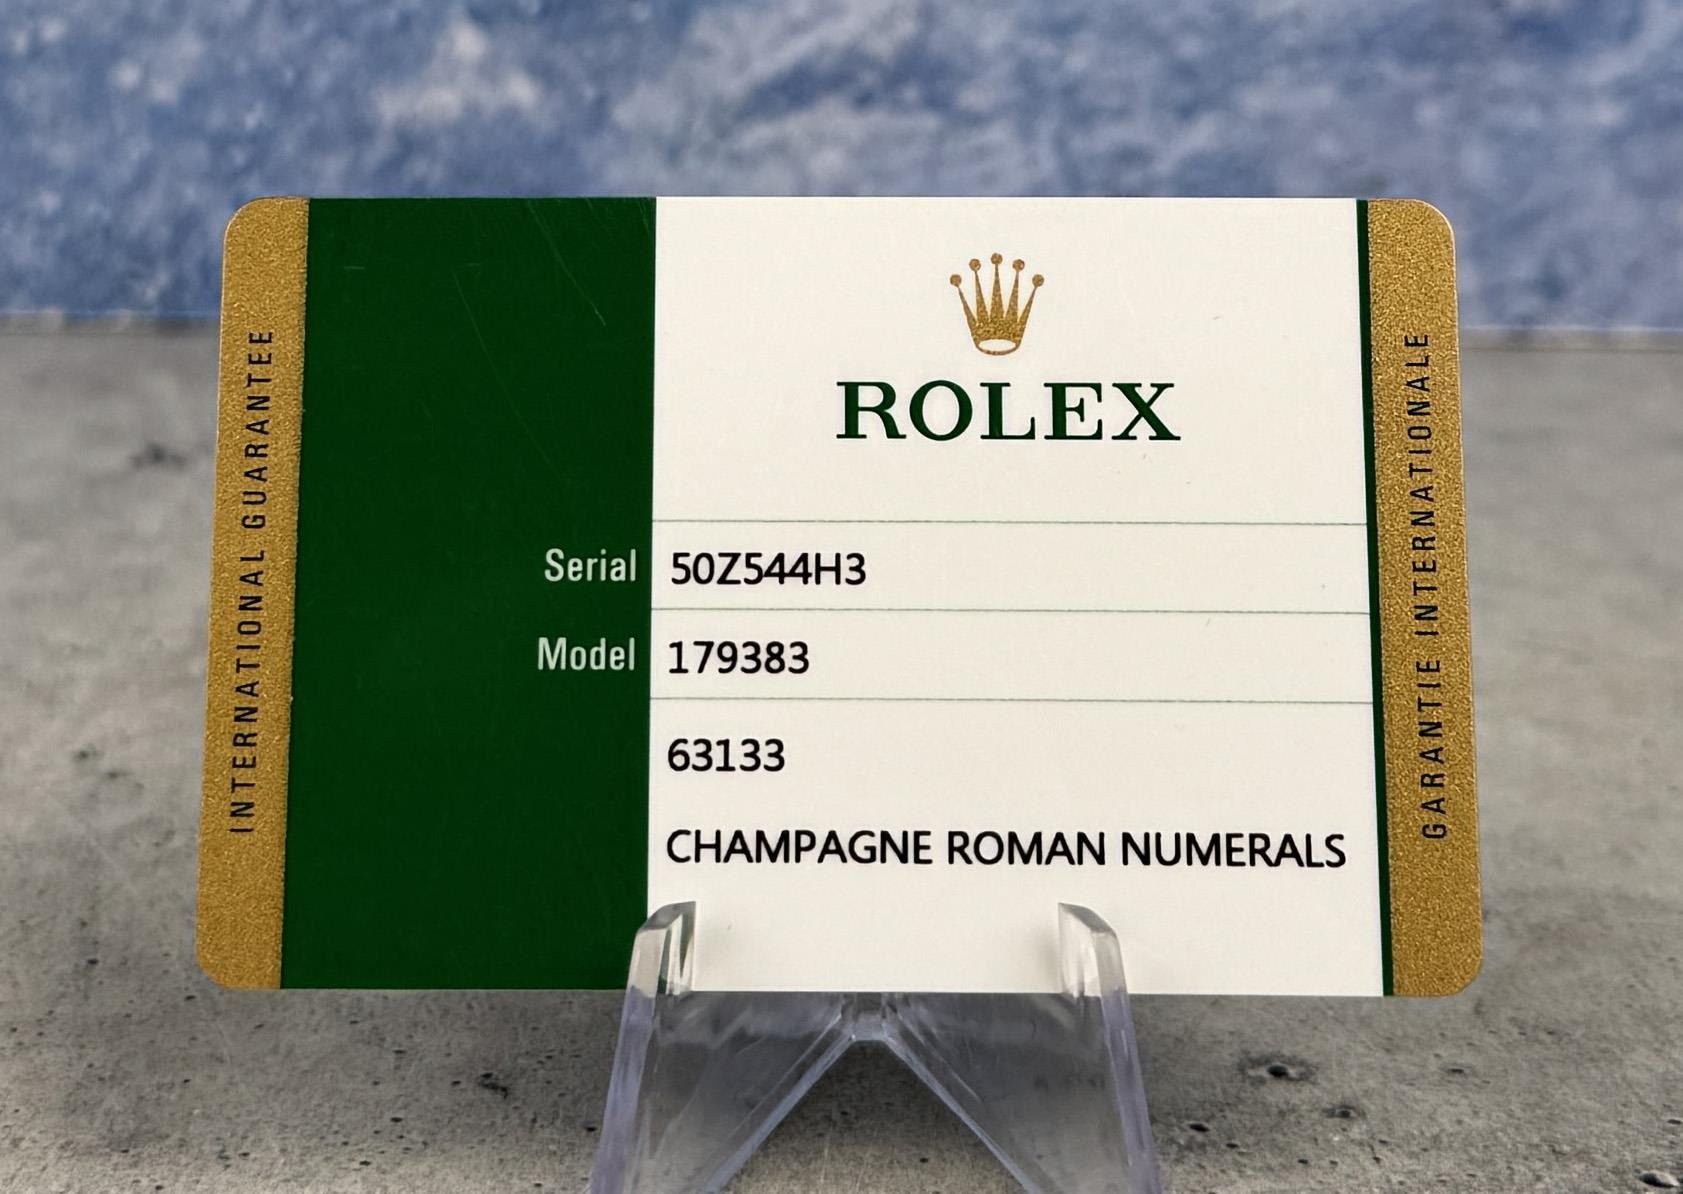 INTERNATIONAL GUARANTEE
ROLEX
Serial 50Z544H3
Model 179383
63133
CHAMPAGNE ROMAN NUMERALS
GARANTIE INTERNATIONALE